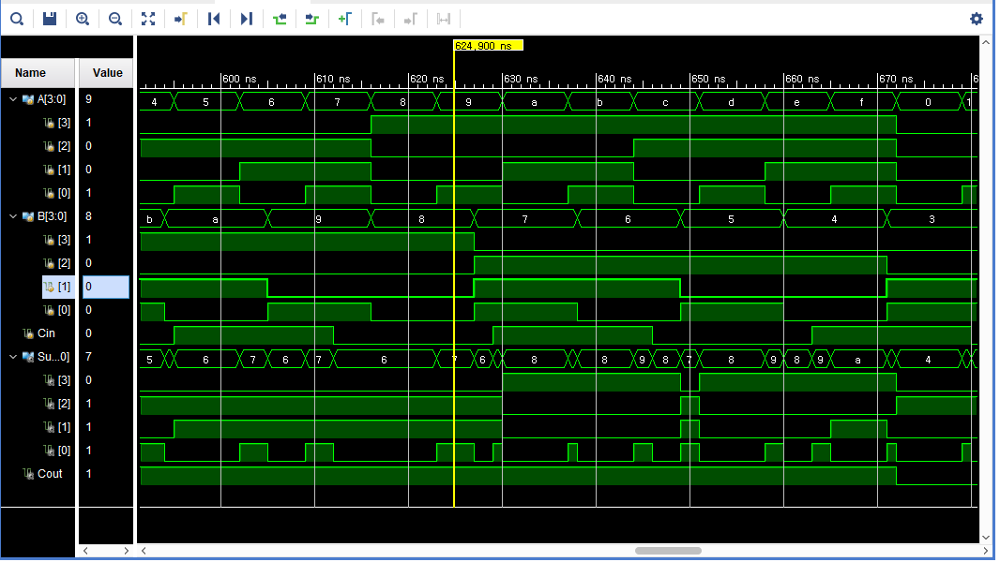 624,900 ns
Name Value
600 ns 610 ns 620 ns 630 ns 640 ns 650 ns 660 ns 670 ns 6
A[3:0] 9 4 5 6 7 8 9 a b c d e f 0 1
[3] 1
[2] 0
[1] 0
[0] 1
B[3:0] 8 b a 9 8 7 6 5 4 3
[3] 1
[2] 0
[1] 0
[0] 0
Cin 0
Su...0] 7 5 6 7 6 7 6 7 6 8 8 9 8 7 8 9 8 9 a 4
[3] 0
[2] 1
[1] 1
[0] 1
Cout 1